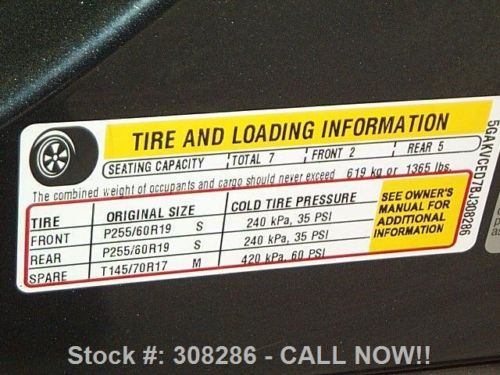 TIRE AND LOADING INFORMATION
SEATING CAPACITY TOTAL 7 FRONT 2 REAR 5
The combined weight of occupants and cargo should never exceed 619 kg or 1365 lbs.
TIRE ORIGINAL SIZE COLD TIRE PRESSURE
FRONT P255/60R19 S 240 kPa, 35 PSI
REAR P255/60R19 S 240 kPa, 35 PSI
SPARE T145/70R17 M 420 kPa, 60 PSI
SEE OWNER'S
MANUAL FOR
ADDITIONAL
INFORMATION
5GAKVCED7BJ308286
Stock #: 308286 - CALL NOW!!